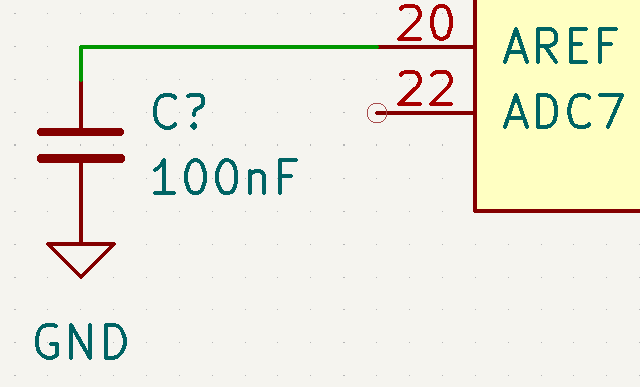 20
AREF
22
ADC7
C?
100nF
GND